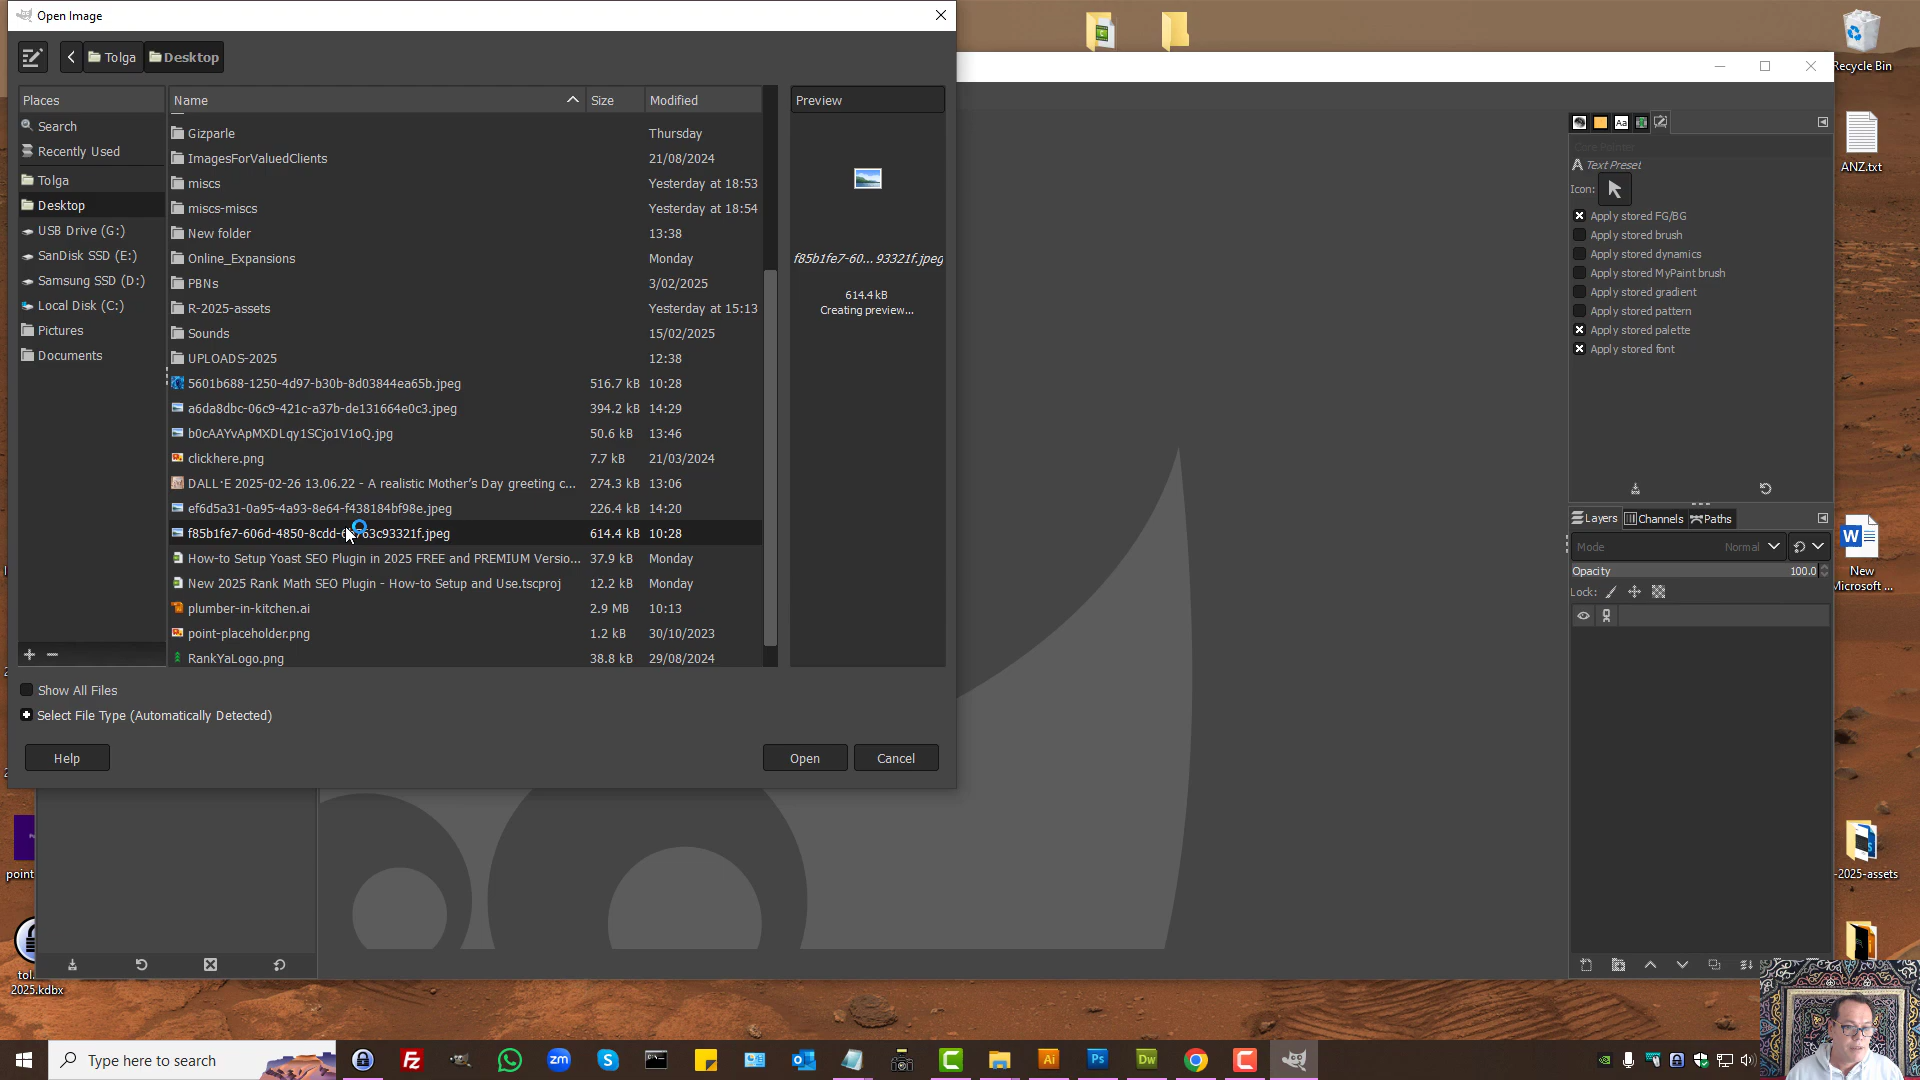 Open Image
Tolga
Desktop
Recycle Bin
Places
Name
Size
Modified
Preview
Search
Recently Used
Tolga
Desktop
USB Drive (G:)
SanDisk SSD (E:)
Samsung SSD (D:)
Local Disk (C:)
Pictures
Documents
Gizparle
Thursday
ImagesForValuedClients
21/08/2024
miscs
Yesterday at 18:53
miscs-miscs
Yesterday at 18:54
New folder
13:38
Online_Expansions
Monday
PBNs
3/02/2025
R-2025-assets
Yesterday at 15:13
Sounds
15/02/2025
UPLOADS-2025
12:38
5601b688-1250-4d97-b30b-8d03844ea65b.jpeg
516.7 kB
10:28
a6da8dbc-06c9-421c-a37b-de131664e0c3.jpeg
394.2 kB
14:29
b0cAAYvApMXDLqy1SCjo1V1oQ.jpg
50.6 kB
13:46
clickhere.png
7.7 kB
21/03/2024
DALL·E 2025-02-26 13.06.22 - A realistic Mother's Day greeting c...
274.3 kB
13:06
ef6d5a31-0a95-4a93-8e64-f438184bf98e.jpeg
226.4 kB
14:20
614.4 kB
10:28
How-to Setup Yoast SEO Plugin in 2025 FREE and PREMIUM Versio...
37.9 kB
Monday
New 2025 Rank Math SEO Plugin - How-to Setup and Use.tscproj
12.2 kB
Monday
plumber-in-kitchen.ai
2.9 MB
10:13
point-placeholder.png
1.2 kB
30/10/2023
RankYaLogo.png
38.8 kB
29/08/2024
f85b1fe7-60... 93321f.jpeg
614.4 kB
Creating preview...
Show All Files
Select File Type (Automatically Detected)
Help
Open
Cancel
Core Pointer
Text Preset
Icon:
Apply stored FG/BG
Apply stored brush
Apply stored dynamics
Apply stored MyPaint brush
Apply stored gradient
Apply stored pattern
Apply stored palette
Apply stored font
Layers
Channels
Paths
Mode
Normal
Opacity
100.0
Lock:
ANZ.txt
New
Microsoft ...
-2025-assets
point
tol.
2025.kdbx
Type here to search
Aa
Fz
zm
Ai
Ps
Dw